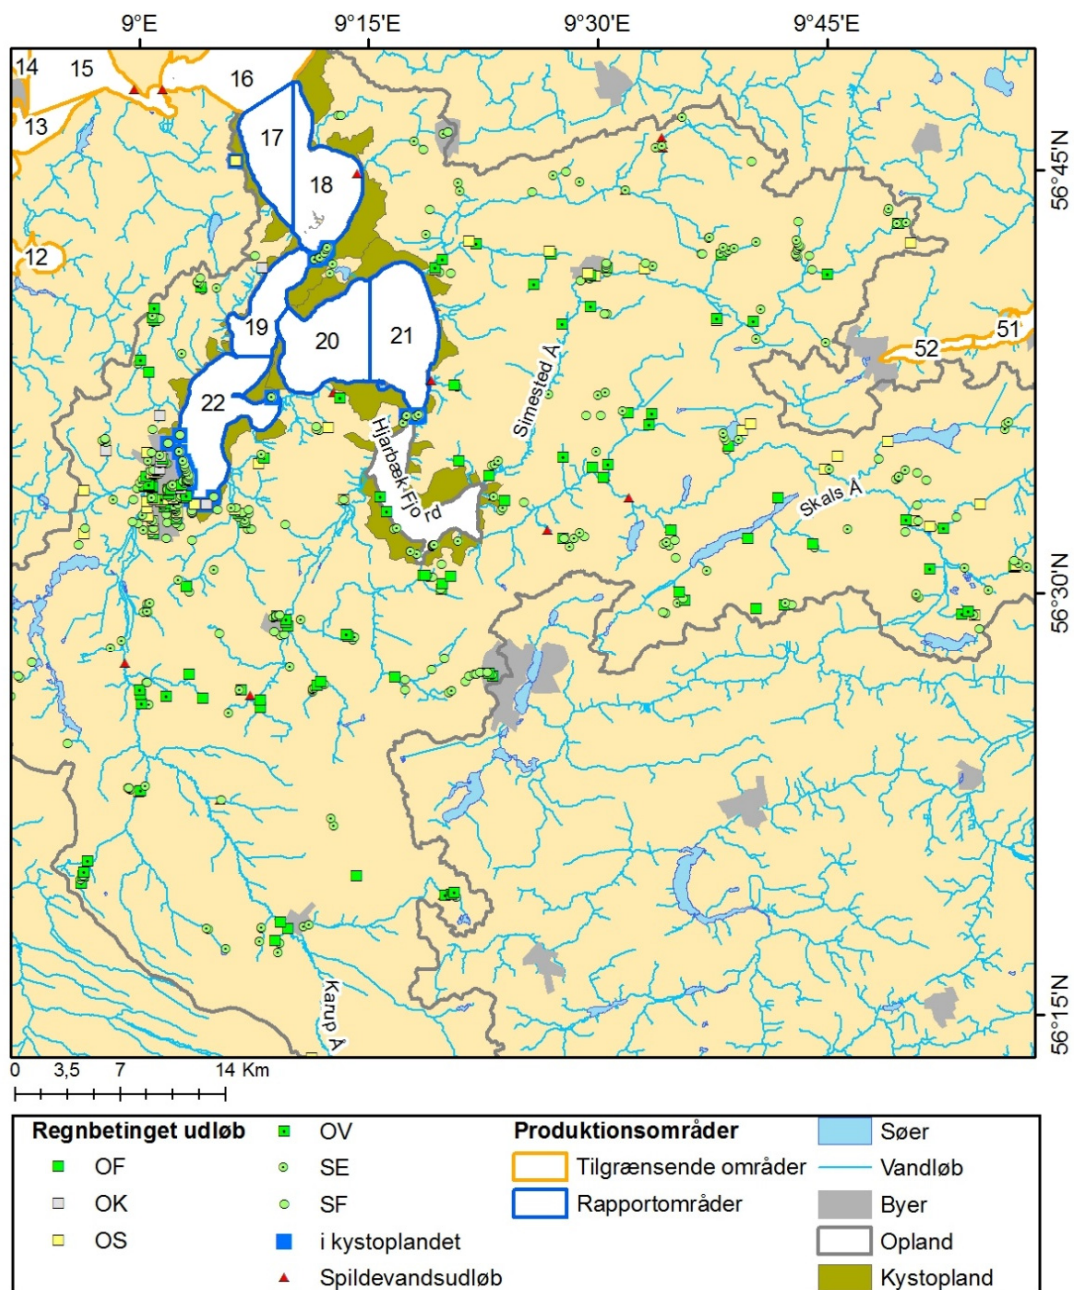 9°0'E 9°15'E 9°30'E 9°45'E
14 15 16
13
17
18
56°45'N
12
19
20 21
51
52
22
Simested Å
Hjarbæk Fjord
Skals Å
56°30'N
Karup Å
56°15'N
0 3,5 7 14 Km
Regnbetinget udløb
OF
OK
OS
OV
SE
SF
i kystoplandet
Spildevandsudløb
Produktionsområder
Tilgrænsende områder
Rapportområder
Søer
Vandløb
Byer
Opland
Kystopland